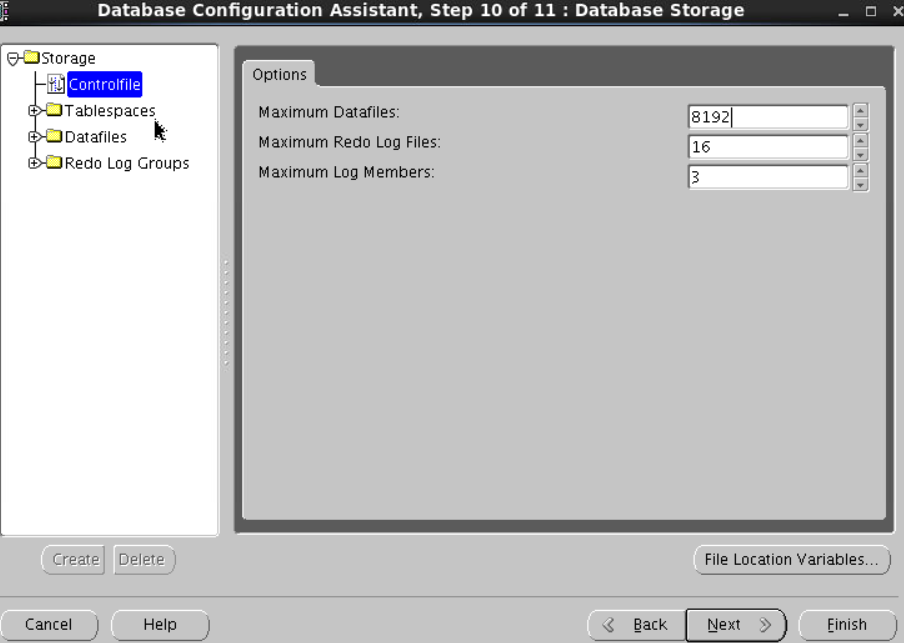 Database Configuration Assistant, Step 10 of 11 : Database Storage
Storage
Controlfile
Tablespaces
Datafiles
Redo Log Groups
Options
Maximum Datafiles: 8192
Maximum Redo Log Files: 16
Maximum Log Members: 3
Create Delete
File Location Variables...
Cancel Help Back Next Finish